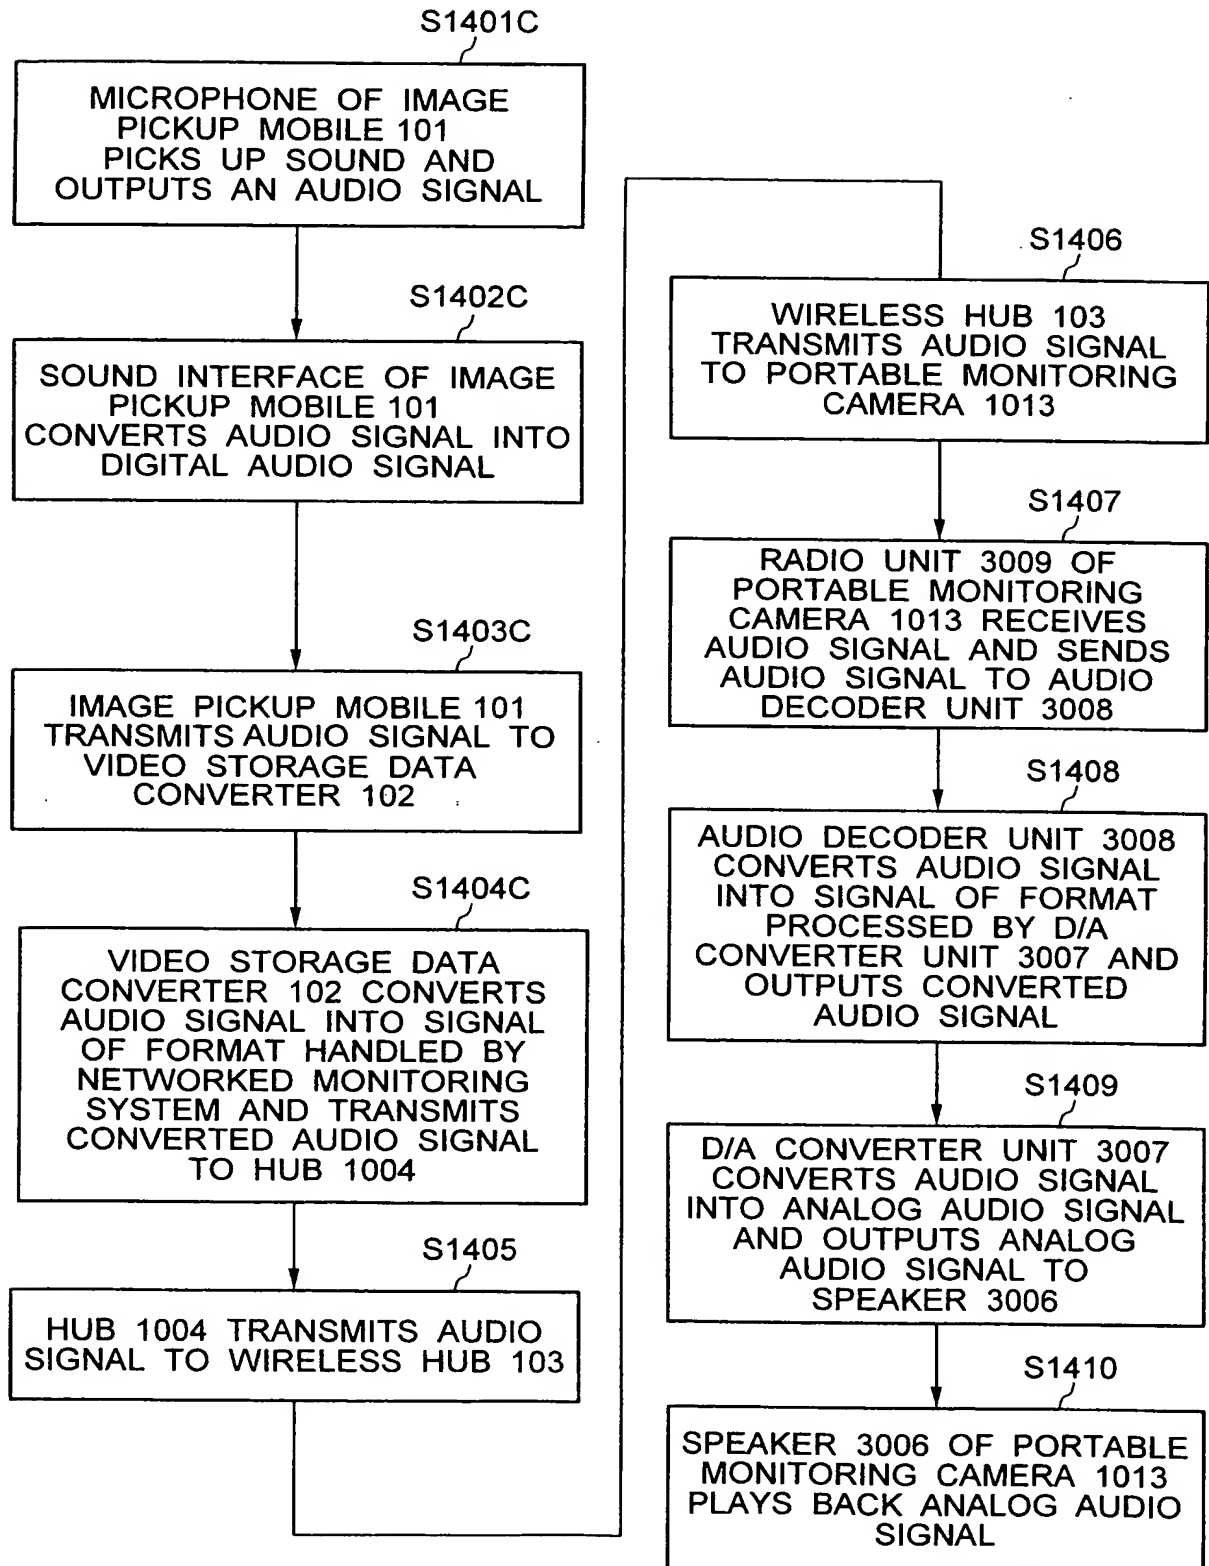 S1401C
MICROPHONE OF IMAGE
PICKUP MOBILE 101
PICKS UP SOUND AND
OUTPUTS AN AUDIO SIGNAL
S1402C
SOUND INTERFACE OF IMAGE
PICKUP MOBILE 101
CONVERTS AUDIO SIGNAL INTO
DIGITAL AUDIO SIGNAL
S1403C
IMAGE PICKUP MOBILE 101
TRANSMITS AUDIO SIGNAL TO
VIDEO STORAGE DATA
CONVERTER 102
S1404C
VIDEO STORAGE DATA
CONVERTER 102 CONVERTS
AUDIO SIGNAL INTO SIGNAL
OF FORMAT HANDLED BY
NETWORKED MONITORING
SYSTEM AND TRANSMITS
CONVERTED AUDIO SIGNAL
TO HUB 1004
S1405
HUB 1004 TRANSMITS AUDIO
SIGNAL TO WIRELESS HUB 103
S1406
WIRELESS HUB 103
TRANSMITS AUDIO SIGNAL
TO PORTABLE MONITORING
CAMERA 1013
S1407
RADIO UNIT 3009 OF
PORTABLE MONITORING
CAMERA 1013 RECEIVES
AUDIO SIGNAL AND SENDS
AUDIO SIGNAL TO AUDIO
DECODER UNIT 3008
S1408
AUDIO DECODER UNIT 3008
CONVERTS AUDIO SIGNAL
INTO SIGNAL OF FORMAT
PROCESSED BY D/A
CONVERTER UNIT 3007 AND
OUTPUTS CONVERTED
AUDIO SIGNAL
S1409
D/A CONVERTER UNIT 3007
CONVERTS AUDIO SIGNAL
INTO ANALOG AUDIO SIGNAL
AND OUTPUTS ANALOG
AUDIO SIGNAL TO
SPEAKER 3006
S1410
SPEAKER 3006 OF PORTABLE
MONITORING CAMERA 1013
PLAYS BACK ANALOG AUDIO
SIGNAL